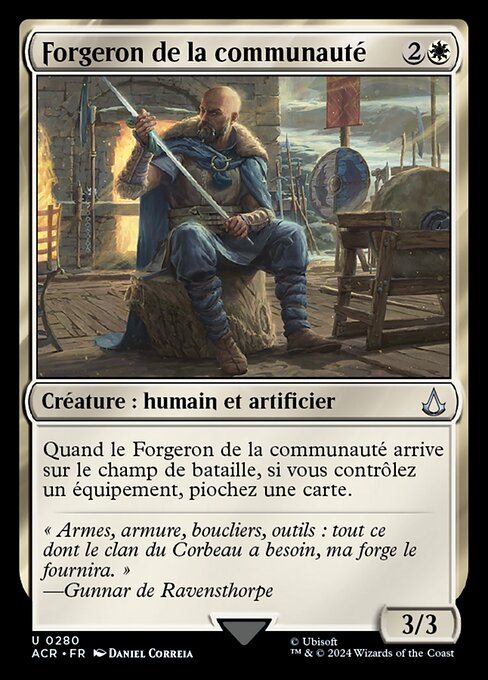 Forgeron de la communauté 2
Créature : humain et artificier
Quand le Forgeron de la communauté arrive
sur le champ de bataille, si vous contrôlez
un équipement, piochez une carte.
« Armes, armure, boucliers, outils : tout ce
dont le clan du Corbeau a besoin, ma forge le
fournira. »
—Gunnar de Ravensthorpe
3/3
U 0280
ACR • FR Daniel Correia
© Ubisoft
™ & © 2024 Wizards of the Coast